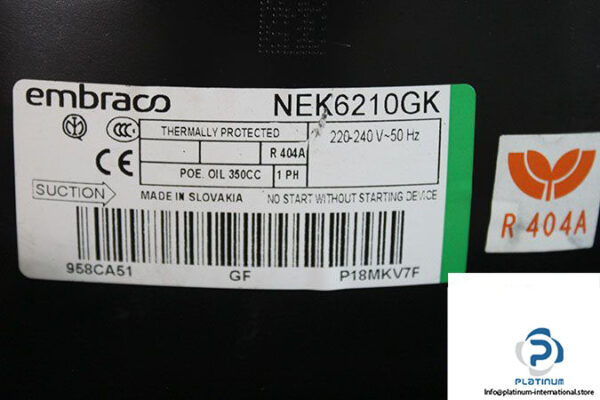 embraco NEK6210GK
THERMALLY PROTECTED
220-240 V~50 Hz
R 404A
POE. OIL 350CC 1 PH
CE
SUCTION
MADE IN SLOVAKIA NO START WITHOUT STARTING DEVICE
958CA51 GF P18MKV7F
R 404A
PLATINUM
Info@platinum-international.store